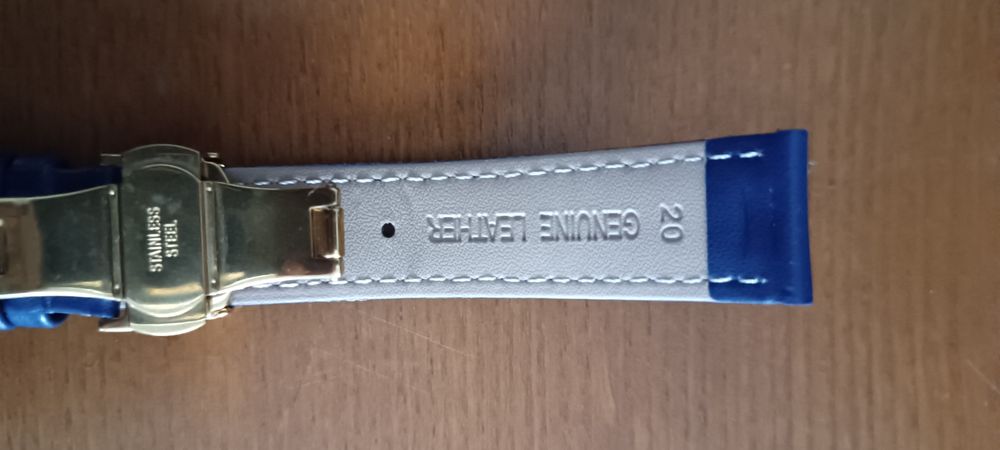 STAINLESS
STEEL
GENUINE LEATHER
20